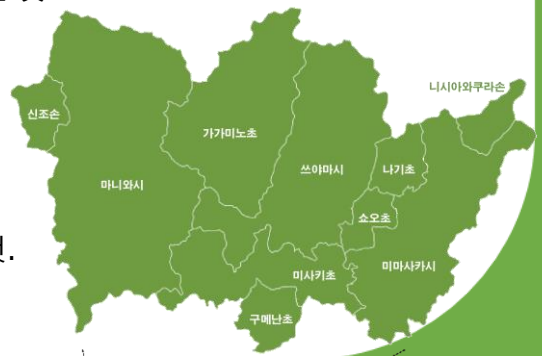 니시아와쿠라손
신조손
가가미노초
마니와시
쓰야마시
나기초
쇼오초
미마사카시
미사키초
구메난초